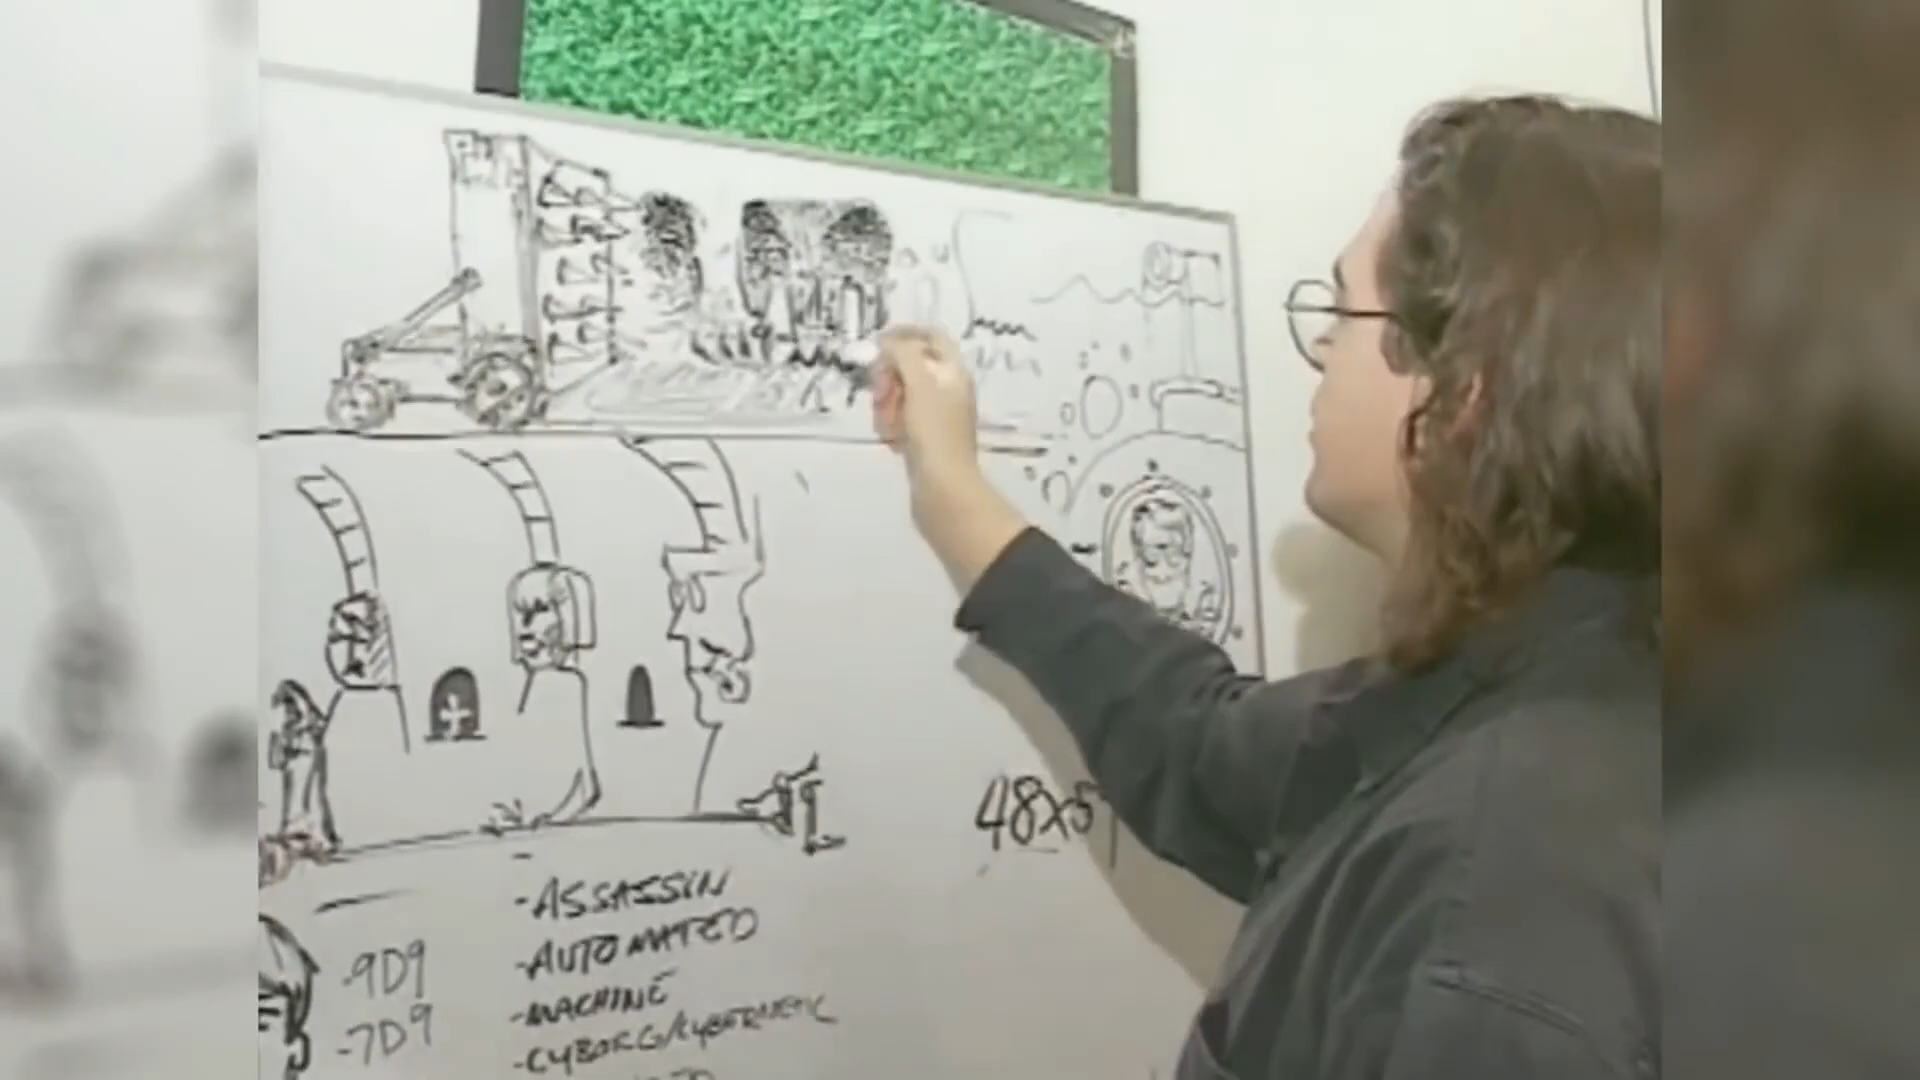 48x5
-ASSASSIN
-AUTOMATED
-MACHINE
-CYBORG/CYBERNETIC
-9D9
-7D9